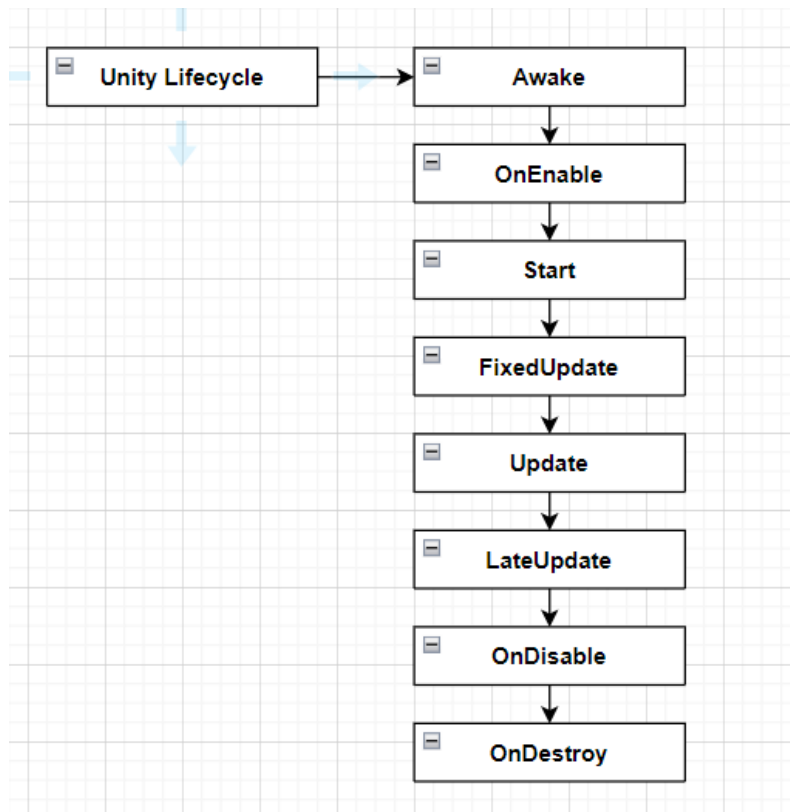 Unity Lifecycle
Awake
OnEnable
Start
FixedUpdate
Update
LateUpdate
OnDisable
OnDestroy